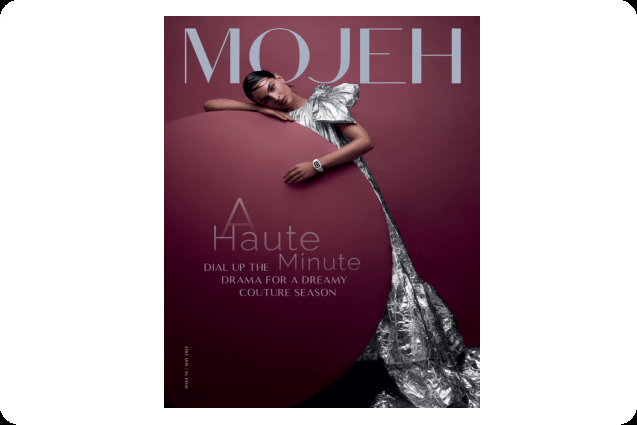 MOJEH
A
Haute
Minute
DIAL UP THE
DRAMA FOR A DREAMY
COUTURE SEASON